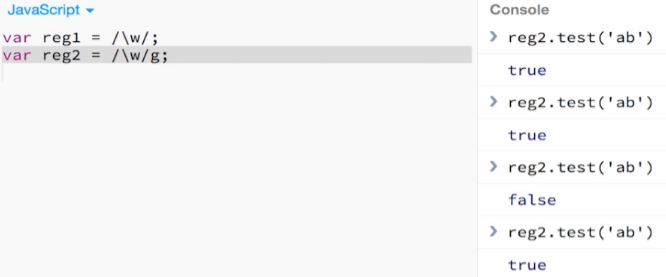 JavaScript
var reg1 = /\w/;
var reg2 = /\w/g;
Console
reg2.test('ab')
true
reg2.test('ab')
true
reg2.test('ab')
false
reg2.test('ab')
true